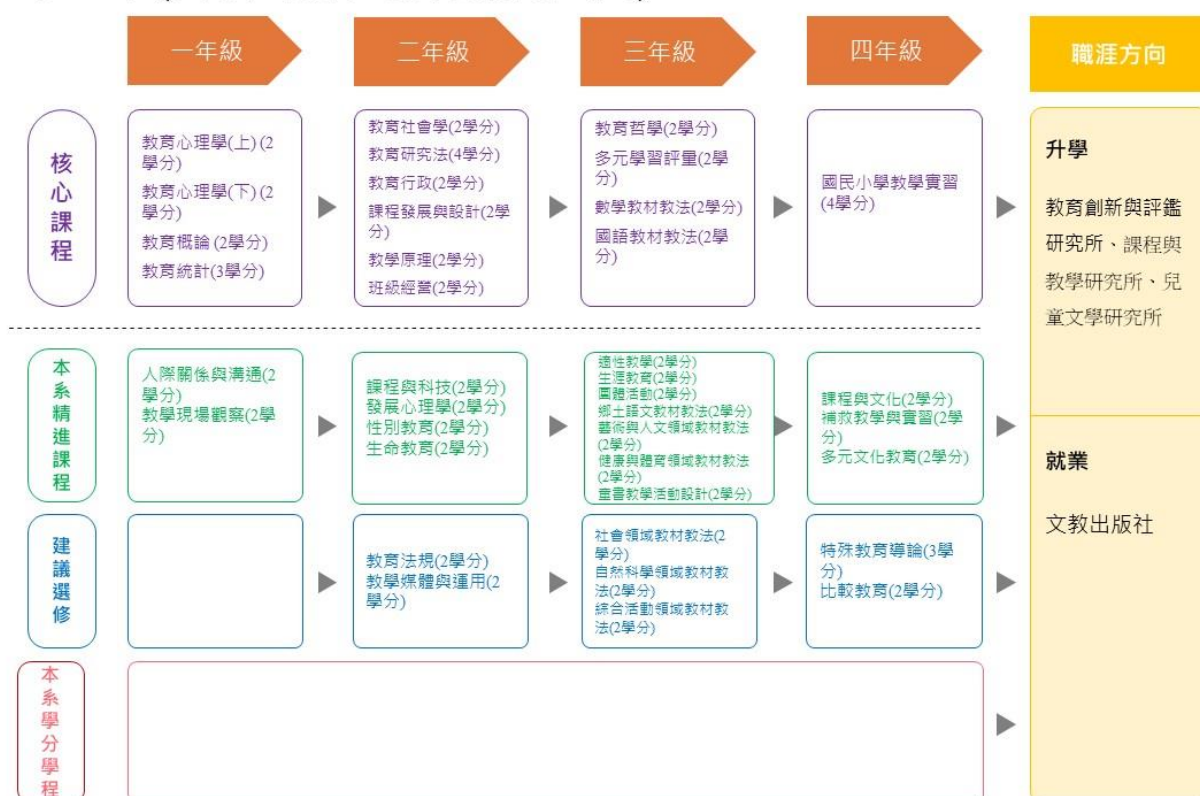 一年級
二年級
三年級
四年級
職涯方向
核心課程
教育心理學(上) (2
學分)
教育心理學(下) (2
學分)
教育概論 (2學分)
教育統計(3學分)
教育社會學(2學分)
教育研究法(4學分)
教育行政(2學分)
課程發展與設計(2學
分)
教學原理(2學分)
班級經營(2學分)
教育哲學(2學分)
多元學習評量(2學
分)
數學教材教法(2學分)
國語教材教法(2學
分)
國民小學教學實習
(4學分)
升學
教育創新與評鑑
研究所、課程與
教學研究所、兒
童文學研究所
本系精進課程
人際關係與溝通(2
學分)
教學現場觀察(2學
分)
課程與科技(2學分)
發展心理學(2學分)
性別教育(2學分)
生命教育(2學分)
適性教學(2學分)
生涯教育(2學分)
團體活動(2學分)
鄉土語文教材教法(2學分)
藝術與人文領域教材教法
(2學分)
健康與體育領域教材教法
(2學分)
童書教學活動設計(2學分)
課程與文化(2學分)
補救教學與實習(2學
分)
多元文化教育(2學分)
就業
文教出版社
建議選修
教育法規(2學分)
教學媒體與運用(2
學分)
社會領域教材教法(2
學分)
自然科學領域教材教
法(2學分)
綜合活動領域教材教
法(2學分)
特殊教育導論(3學
分)
比較教育(2學分)
本系學分學程